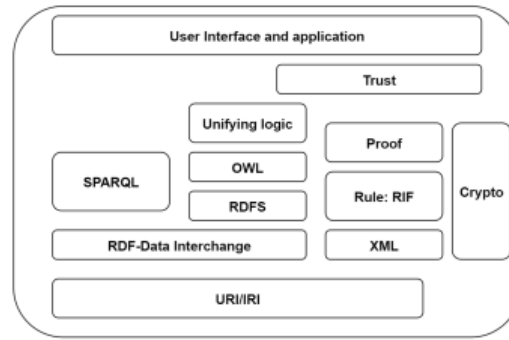 User Interface and application
Trust
Unifying logic
Proof
SPARQL
OWL
Crypto
Rule: RIF
RDFS
RDF-Data Interchange
XML
URI/IRI